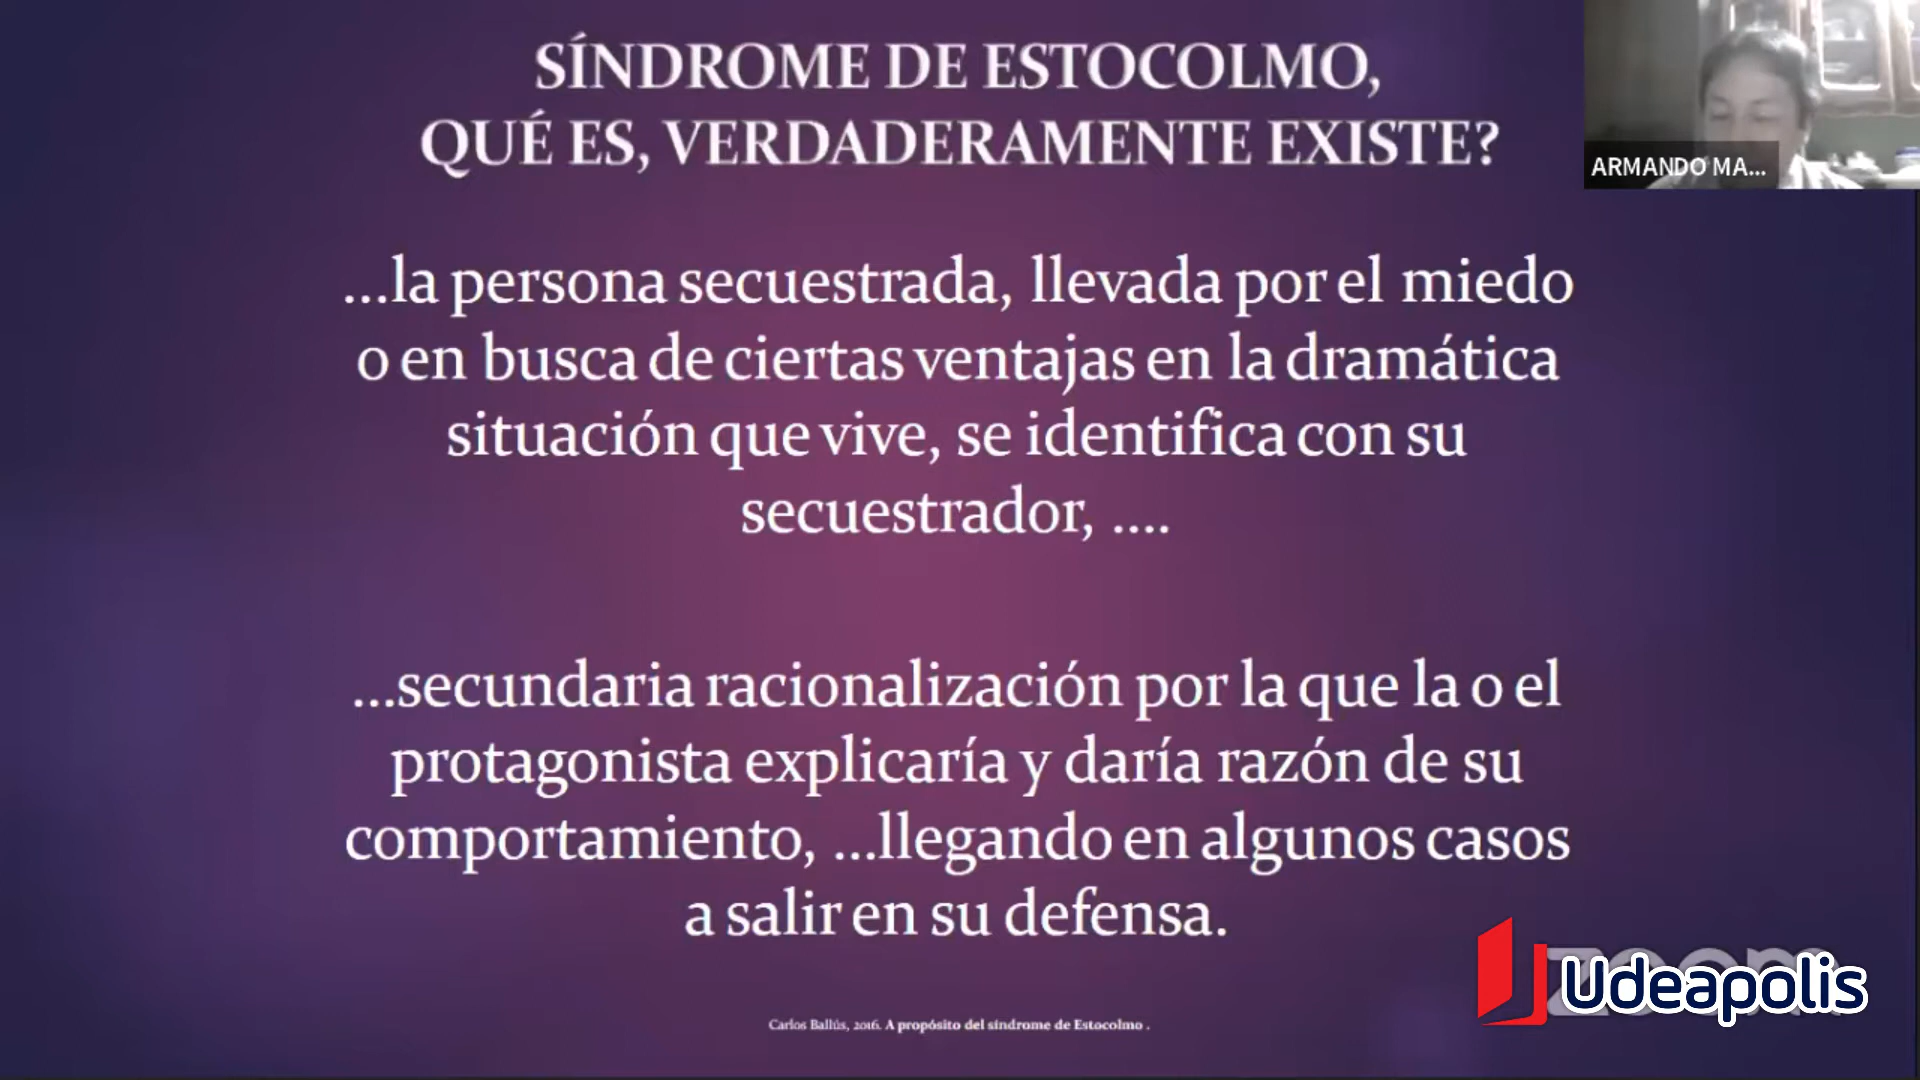 SÍNDROME DE ESTOCOLMO,
QUÉ ES, VERDADERAMENTE EXISTE?
ARMANDO MA...
...la persona secuestrada, llevada por el miedo
o en busca de ciertas ventajas en la dramática
situación que vive, se identifica con su
secuestrador, ....
...secundaria racionalización por la que la o el
protagonista explicaría y daría razón de su
comportamiento, ...llegando en algunos casos
a salir en su defensa.
zoom
Udeapolis
Carlos Ballús, 2016. A propósito del síndrome de Estocolmo .